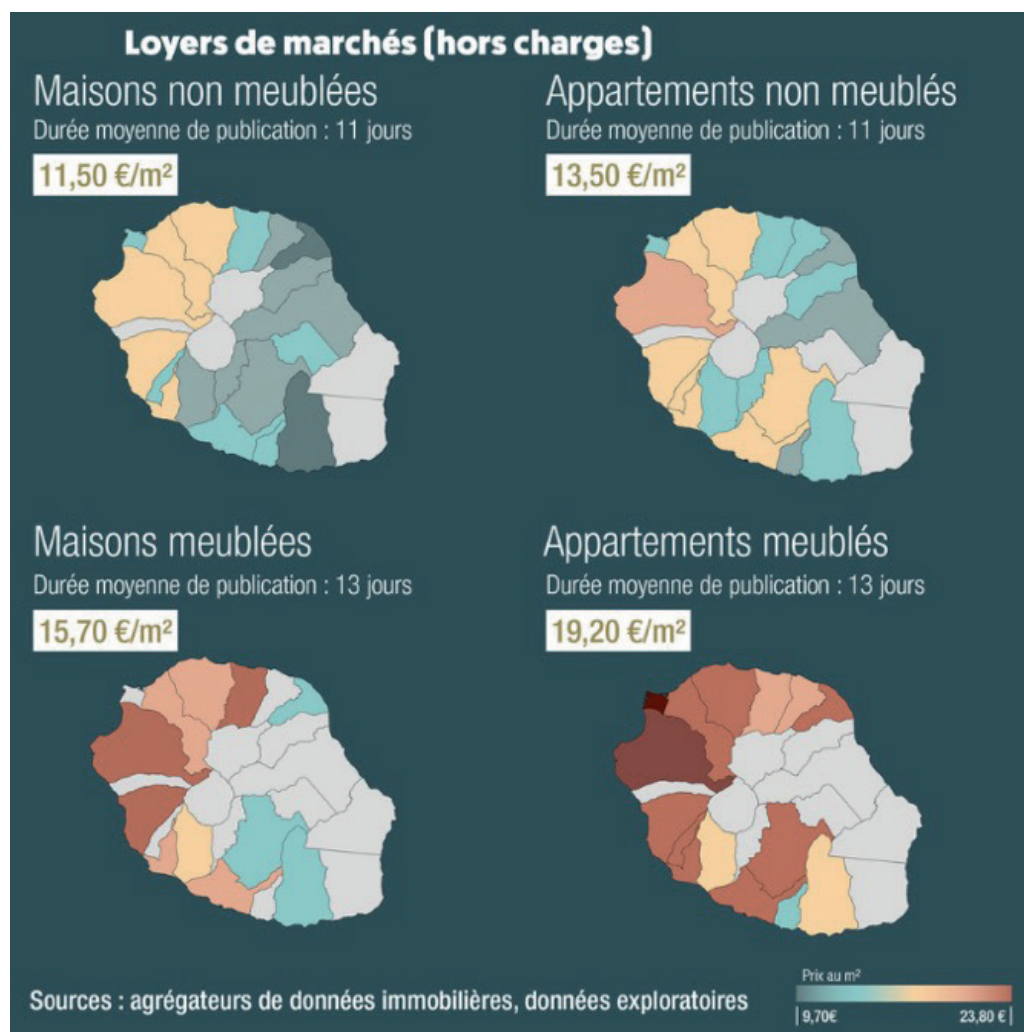 Loyers de marchés (hors charges)
Maisons non meublées
Durée moyenne de publication : 11 jours
11,50 €/m²
Appartements non meublés
Durée moyenne de publication : 11 jours
13,50 €/m²
Maisons meublées
Durée moyenne de publication : 13 jours
15,70 €/m²
Appartements meublés
Durée moyenne de publication : 13 jours
19,20 €/m²
Sources : agrégateurs de données immobilières, données exploratoires
Prix au m²
9,70€
23,80 €